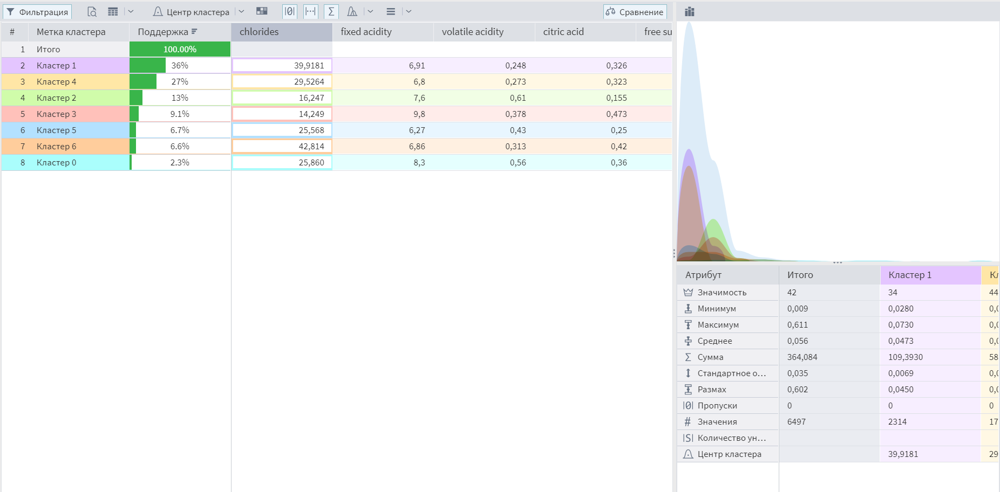 Фильтрация Центр кластера Сравнение
# Метка кластера Поддержка chlorides fixed acidity volatile acidity citric acid free su
1 Итого 100.00%
2 Кластер 1 36% 39,9181 6,91 0,248 0,326
3 Кластер 4 27% 29,5264 6,8 0,273 0,323
4 Кластер 2 13% 16,247 7,6 0,61 0,155
5 Кластер 3 9.1% 14,249 9,8 0,378 0,473
6 Кластер 5 6.7% 25,568 6,27 0,43 0,25
7 Кластер 6 6.6% 42,814 6,86 0,313 0,42
8 Кластер 0 2.3% 25,860 8,3 0,56 0,36
Атрибут Итого Кластер 1 Кл
Значимость 42 34 44
Минимум 0,009 0,0280 0,0
Максимум 0,611 0,0730 0,0
Среднее 0,056 0,0473 0,0
Σ Сумма 364,084 109,3930 58
Стандартное о... 0,035 0,0069 0,0
Размах 0,602 0,0450 0,0
|0| Пропуски 0 0 0
# Значения 6497 2314 17
|S| Количество ун...
Центр кластера 39,9181 29